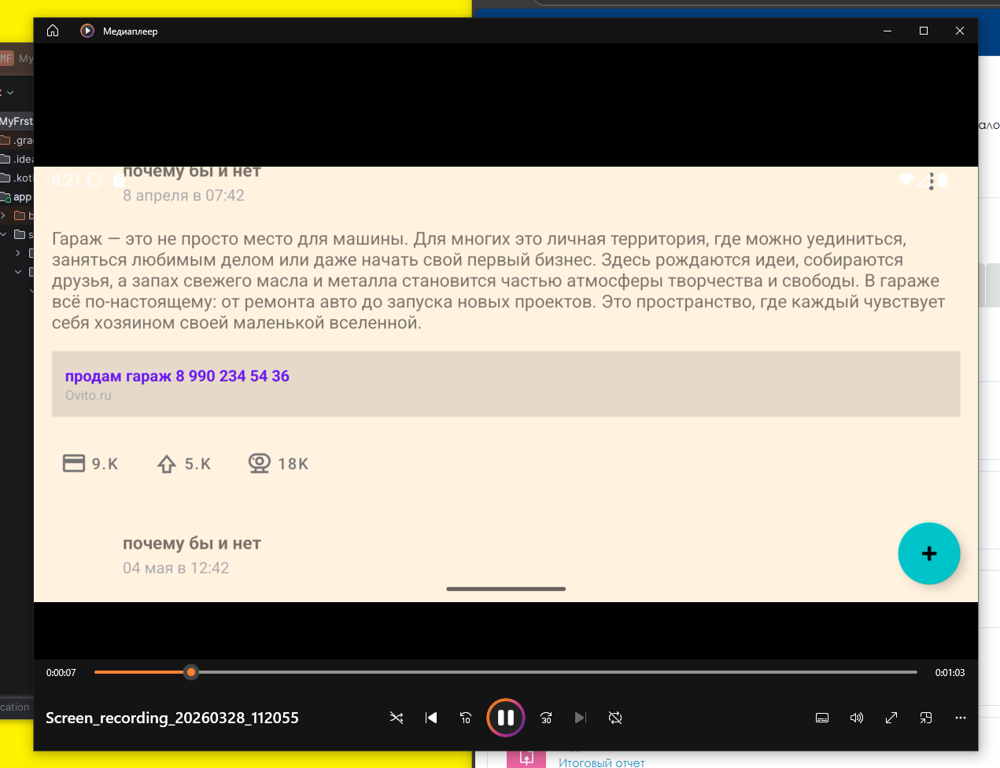 Медиаплеер
MF My
MyFrst
.gra
.idea
.kotl
app
b
s
ало
почему бы и нет
8:21
8 апреля в 07:42
Гараж — это не просто место для машины. Для многих это личная территория, где можно уединиться,
заняться любимым делом или даже начать свой первый бизнес. Здесь рождаются идеи, собираются
друзья, а запах свежего масла и металла становится частью атмосферы творчества и свободы. В гараже
всё по-настоящему: от ремонта авто до запуска новых проектов. Это пространство, где каждый чувствует
себя хозяином своей маленькой вселенной.
продам гараж 8 990 234 54 36
Ovito.ru
9.K 5.K 18K
почему бы и нет
04 мая в 12:42
+
0:00:07 0:01:03
cation
Screen_recording_20260328_112055
10 30
Итоговый отчет